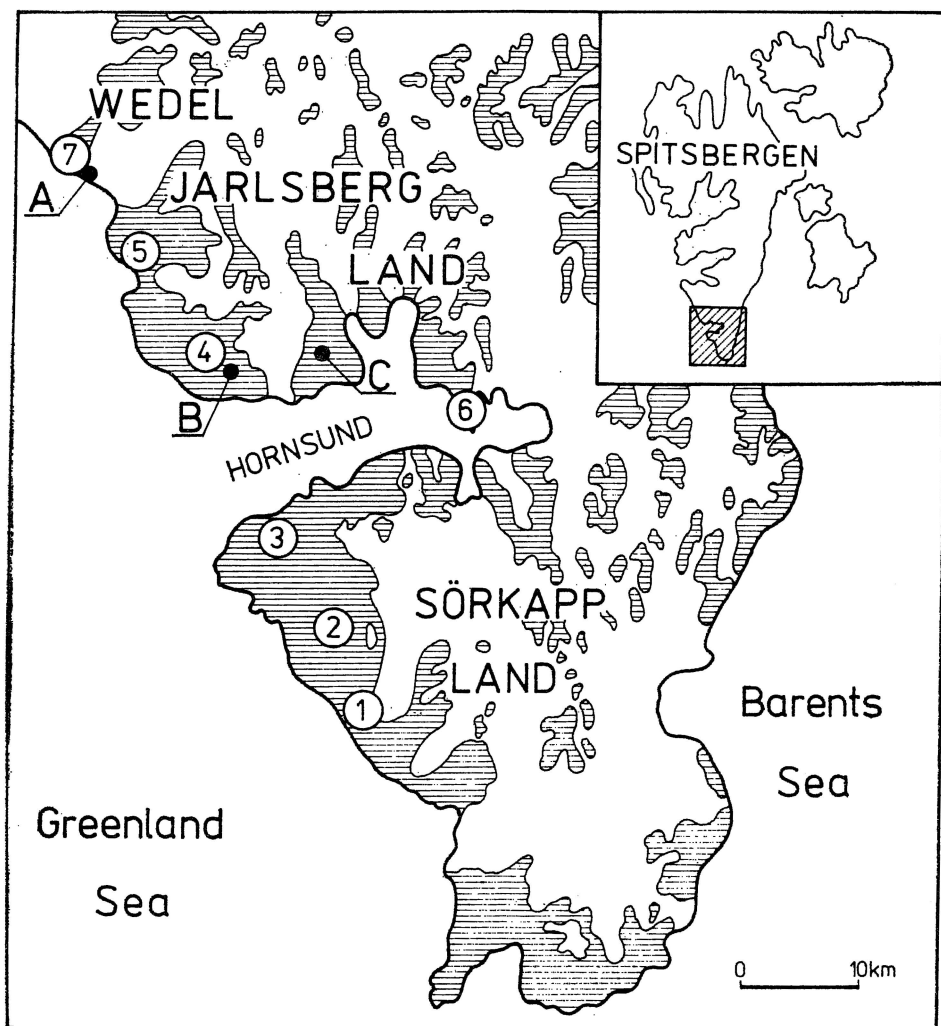 WEDEL
JARLSBERG
LAND
SPITSBERGEN
7
A
5
4
B
C
6
HORNSUND
3
2
1
SÖRKAPP
LAND
Barents
Sea
Greenland
Sea
0 10km